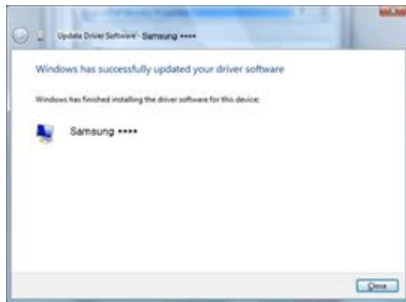 Update Driver Software - Samsung ••••
Windows has successfully updated your driver software
Windows has finished installing the driver software for this device:
Samsung ••••
Close